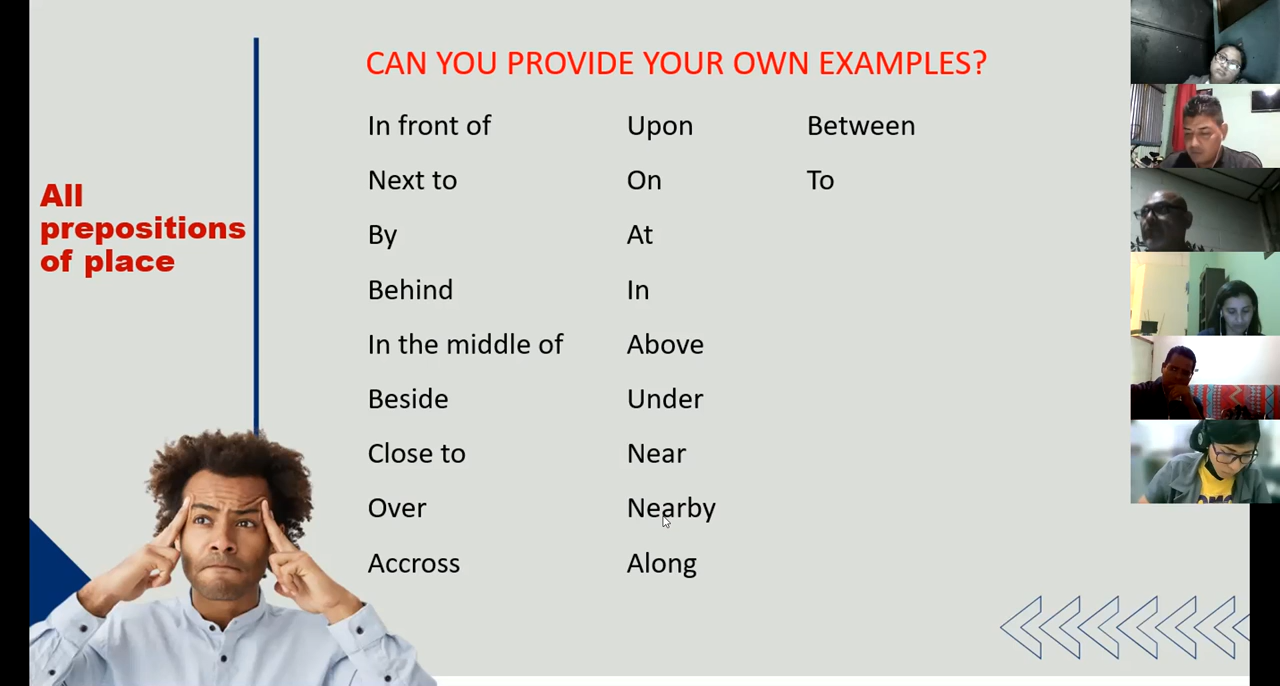 CAN YOU PROVIDE YOUR OWN EXAMPLES?
All
prepositions
of place
In front of
Next to
By
Behind
In the middle of
Beside
Close to
Over
Accross
Upon
On
At
In
Above
Under
Near
Nearby
Along
Between
To